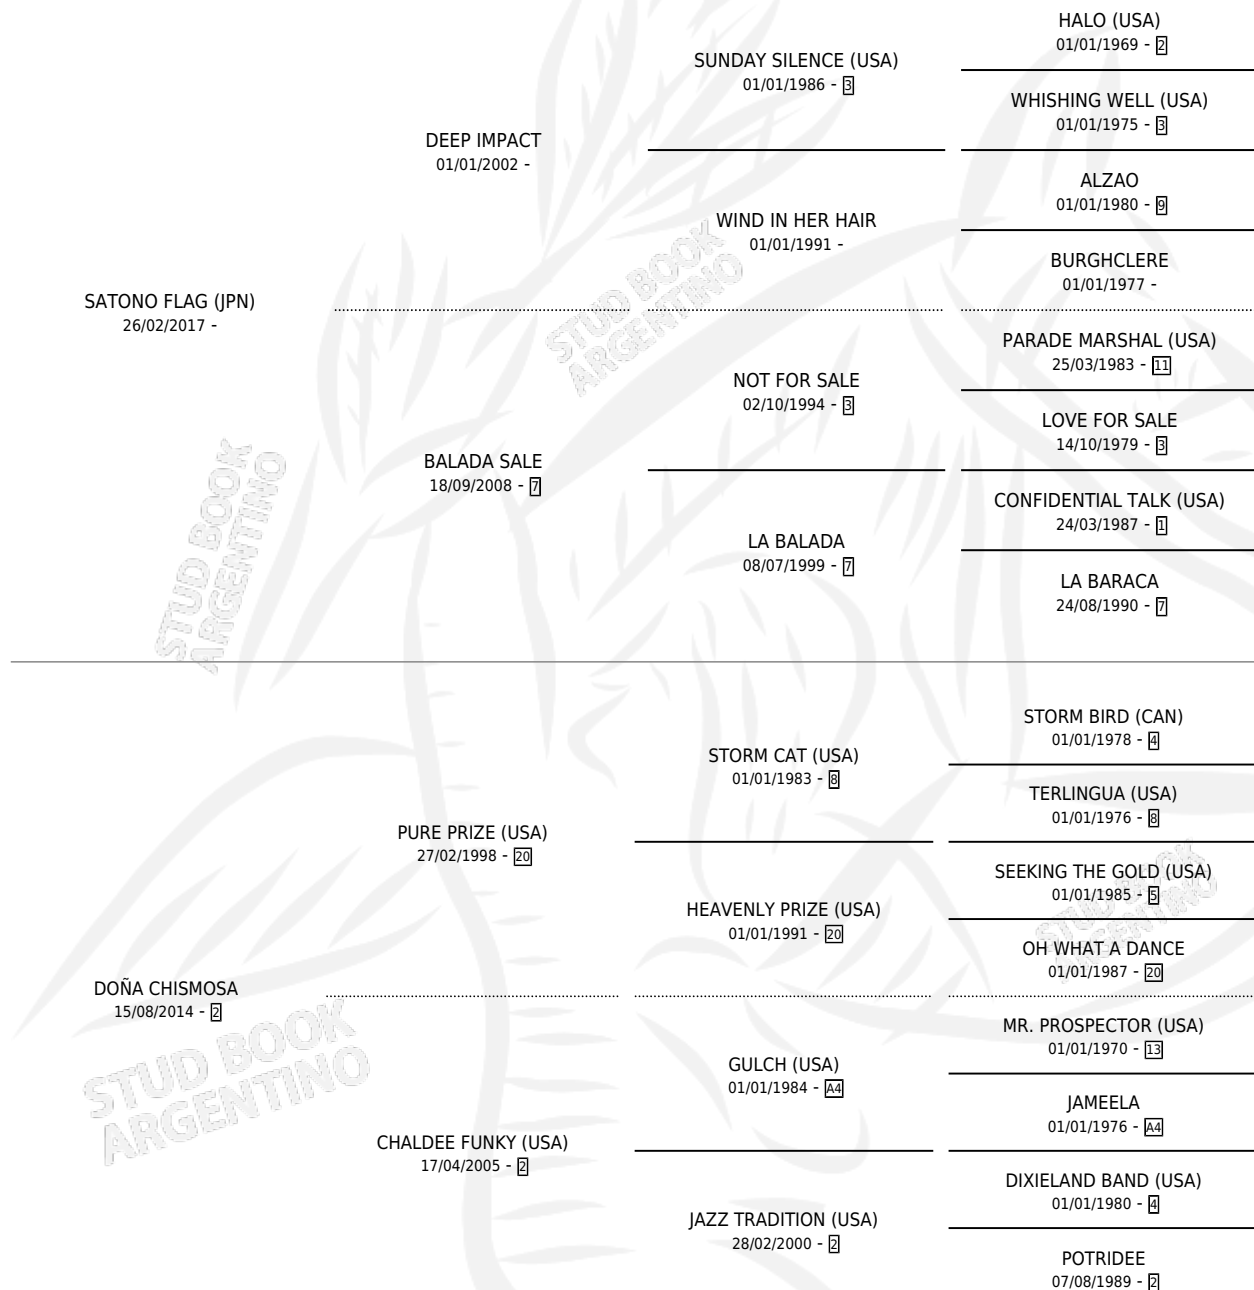 HALO (USA)
01/01/1969 - 2
SUNDAY SILENCE (USA)
01/01/1986 - 3
WHISHING WELL (USA)
01/01/1975 - 3
DEEP IMPACT
01/01/2002 -
ALZAO
01/01/1980 - 9
WIND IN HER HAIR
01/01/1991 -
BURGHCLERE
01/01/1977 -
SATONO FLAG (JPN)
26/02/2017 -
STUD BOOK
ARGENTINO
PARADE MARSHAL (USA)
25/03/1983 - 11
NOT FOR SALE
02/10/1994 - 3
LOVE FOR SALE
14/10/1979 - 3
BALADA SALE
18/09/2008 - 7
CONFIDENTIAL TALK (USA)
24/03/1987 - 1
LA BALADA
08/07/1999 - 7
LA BARACA
24/08/1990 - 7
STUD BOOK
ARGENTINO
STORM BIRD (CAN)
01/01/1978 - 4
STORM CAT (USA)
01/01/1983 - 8
TERLINGUA (USA)
01/01/1976 - 8
PURE PRIZE (USA)
27/02/1998 - 20
SEEKING THE GOLD (USA)
01/01/1985 - 5
HEAVENLY PRIZE (USA)
01/01/1991 - 20
STUD BOOK
ARGENTINO
OH WHAT A DANCE
01/01/1987 - 20
DOÑA CHISMOSA
15/08/2014 - 2
STUD BOOK
ARGENTINO
MR. PROSPECTOR (USA)
01/01/1970 - 13
GULCH (USA)
01/01/1984 - A4
JAMEELA
01/01/1976 - A4
CHALDEE FUNKY (USA)
17/04/2005 - 2
DIXIELAND BAND (USA)
01/01/1980 - 4
JAZZ TRADITION (USA)
28/02/2000 - 2
POTRIDEE
07/08/1989 - 2